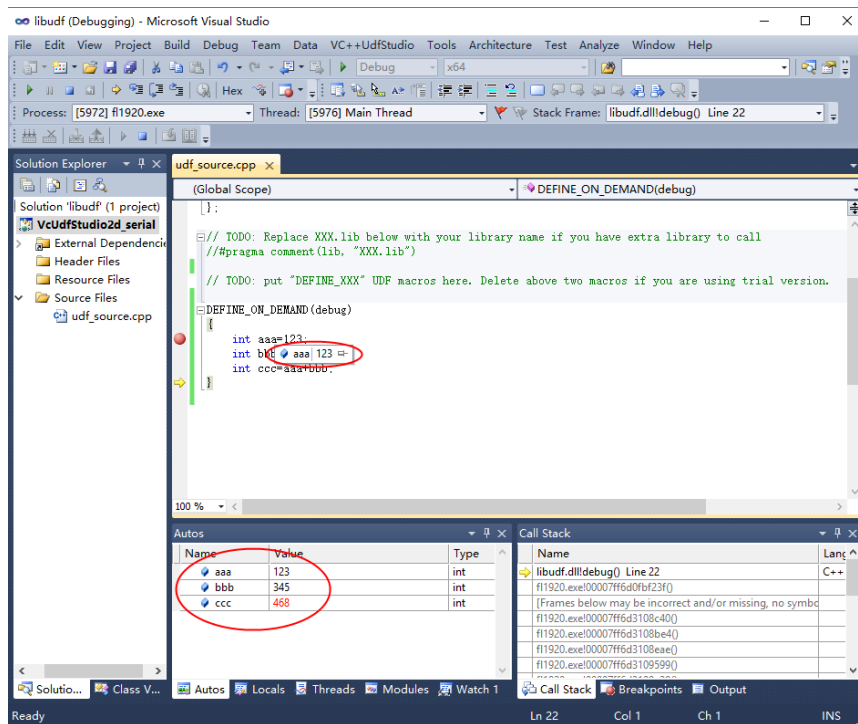 libudf (Debugging) - Microsoft Visual Studio
File Edit View Project Build Debug Team Data VC++UdfStudio Tools Architecture Test Analyze Window Help
Debug x64
Hex
Process: [5972] fl1920.exe Thread: [5976] Main Thread Stack Frame: libudf.dll!debug() Line 22
Solution Explorer
udf_source.cpp
(Global Scope) DEFINE_ON_DEMAND(debug)
Solution 'libudf' (1 project)
VcUdfStudio2d_serial
External Dependencie
Header Files
Resource Files
Source Files
udf_source.cpp
};
// TODO: Replace XXX.lib below with your library name if you have extra library to call
//#pragma comment(lib, "XXX.lib")
// TODO: put "DEFINE_XXX" UDF macros here. Delete above two macros if you are using trial version.
DEFINE_ON_DEMAND(debug)
{
int aaa=123;
int bbb aaa 123
int ccc=aaa+bbb;
}
100 %
Autos
Name Value Type
aaa 123 int
bbb 345 int
ccc 468 int
Call Stack
Name Lang
libudf.dll!debug() Line 22 C++
fl1920.exe!00007ff6d0fbf23f()
[Frames below may be incorrect and/or missing, no symbo
fl1920.exe!00007ff6d3108c40()
fl1920.exe!00007ff6d3108be4()
fl1920.exe!00007ff6d3108eae()
fl1920.exe!00007ff6d3109599()
Solutio... Class V... Autos Locals Threads Modules Watch 1 Call Stack Breakpoints Output
Ready Ln 22 Col 1 Ch 1 INS